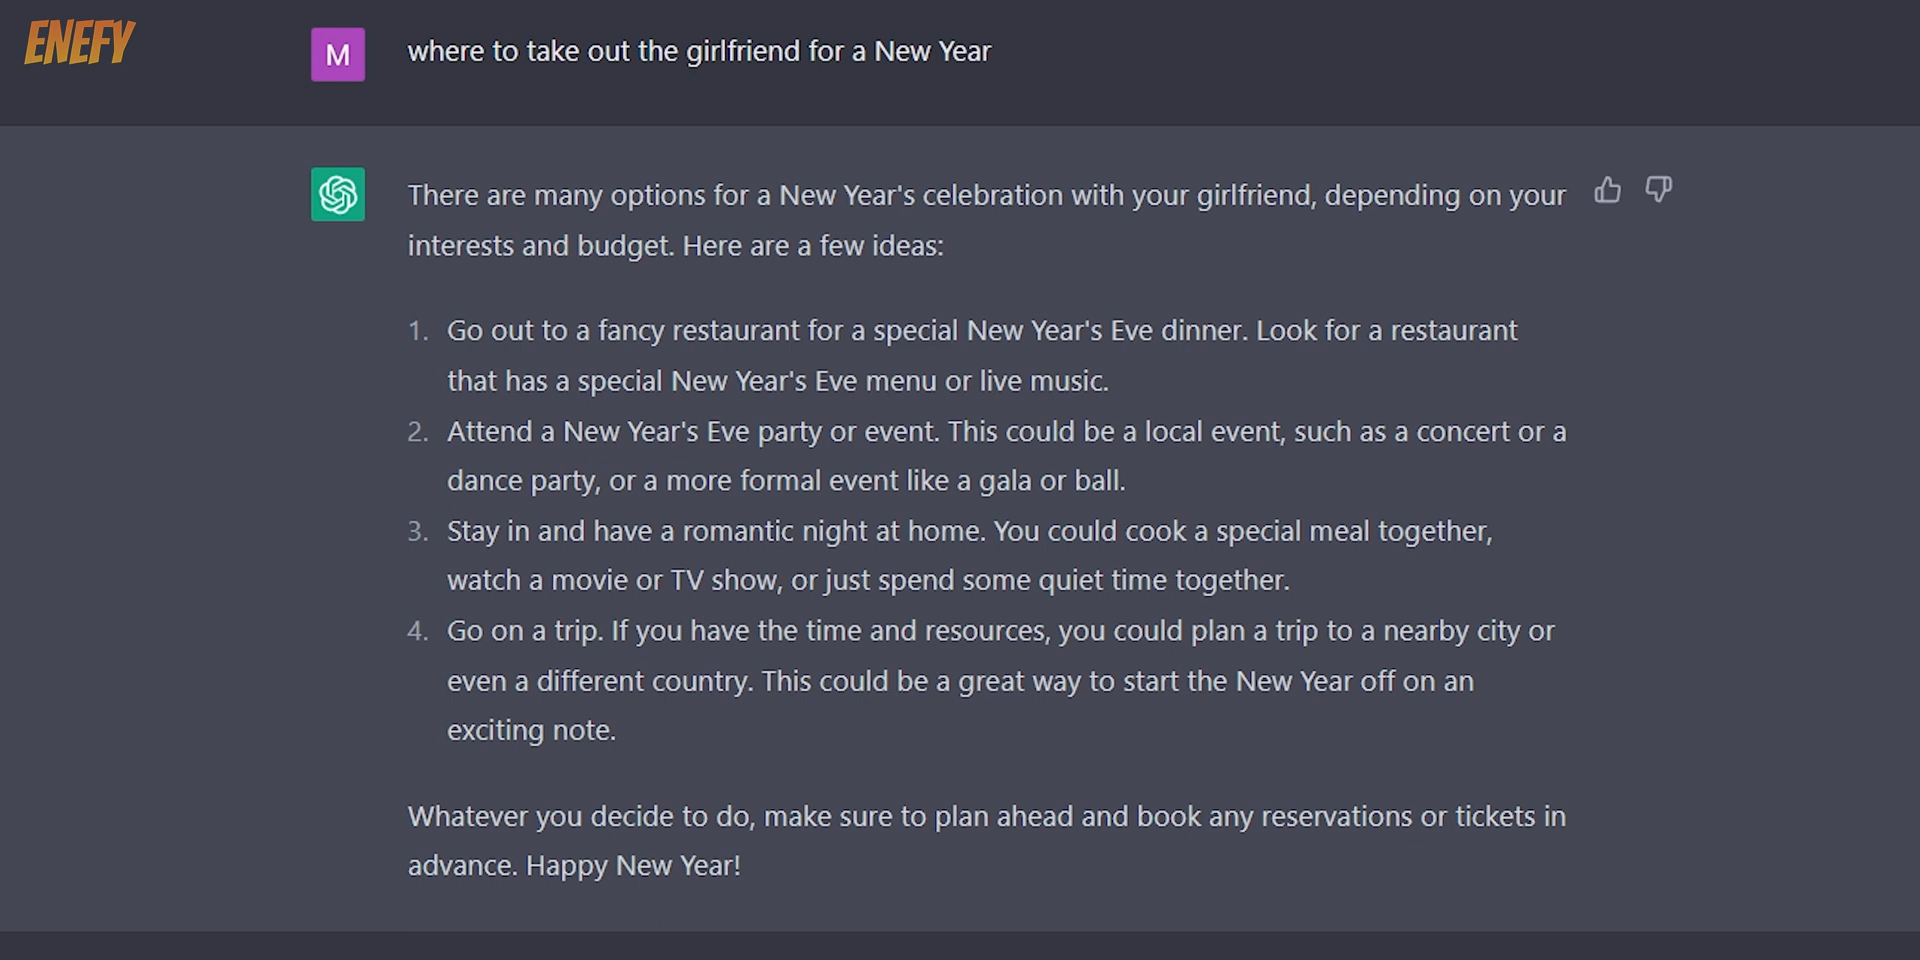 ENEFY
M
where to take out the girlfriend for a New Year
There are many options for a New Year's celebration with your girlfriend, depending on your
interests and budget. Here are a few ideas:
1. Go out to a fancy restaurant for a special New Year's Eve dinner. Look for a restaurant
that has a special New Year's Eve menu or live music.
2. Attend a New Year's Eve party or event. This could be a local event, such as a concert or a
dance party, or a more formal event like a gala or ball.
3. Stay in and have a romantic night at home. You could cook a special meal together,
watch a movie or TV show, or just spend some quiet time together.
4. Go on a trip. If you have the time and resources, you could plan a trip to a nearby city or
even a different country. This could be a great way to start the New Year off on an
exciting note.
Whatever you decide to do, make sure to plan ahead and book any reservations or tickets in
advance. Happy New Year!